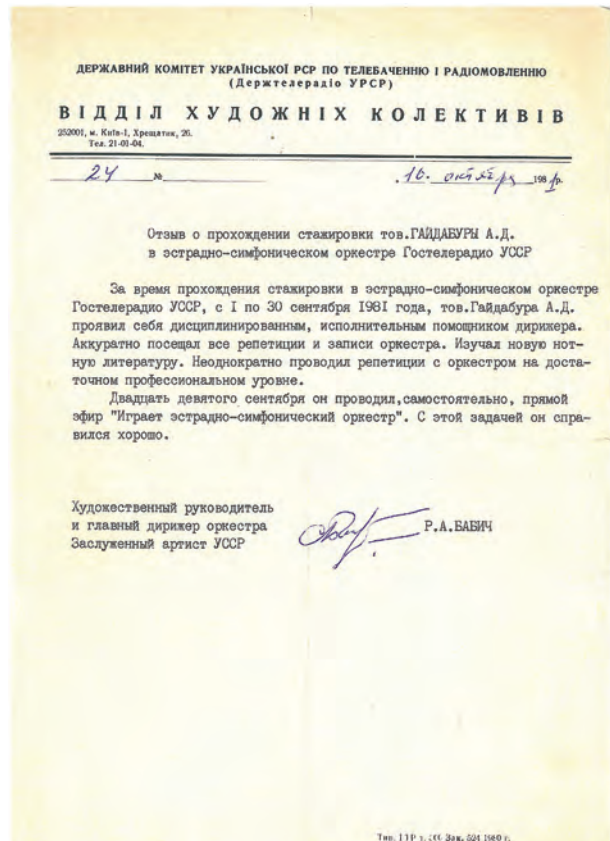 ДЕРЖАВНИЙ КОМІТЕТ УКРАЇНСЬКОЇ РСР ПО ТЕЛЕБАЧЕННЮ І РАДІОМОВЛЕННЮ
(Держтелерадіо УРСР)
ВІДДІЛ ХУДОЖНІХ КОЛЕКТИВІВ
252001, м. Київ-1, Хрещатик, 26.
Тел. 21-01-04.
24 № 16. октября 1981 р.
Отзыв о прохождении стажировки тов.ГАЙДАБУРЫ А.Д.
в эстрадно-симфоническом оркестре Гостелерадио УССР
За время прохождения стажировки в эстрадно-симфоническом оркестре
Гостелерадио УССР, с I по 30 сентября I98I года, тов.Гайдабура А.Д.
проявил себя дисциплинированным, исполнительным помощником дирижера.
Аккуратно посещал все репетиции и записи оркестра. Изучал новую нот-
ную литературу. Неоднократно проводил репетиции с оркестром на доста-
точном профессиональном уровне.
Двадцать девятого сентября он проводил,самостоятельно, прямой
эфир "Играет эстрадно-симфонический оркестр". С этой задачей он спра-
вился хорошо.
Художественный руководитель
и главный дирижер оркестра
Заслуженный артист УССР
Р.А.БАБИЧ
Зак. 524 1980 г.